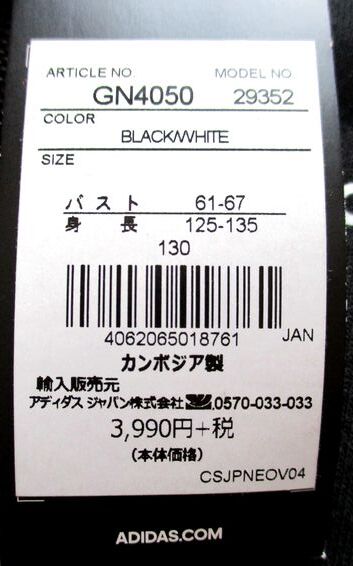 ARTICLE NO MODEL NO.
GN4050 29352
COLOR
BLACK/WHITE
SIZE
バスト 61-67
身長 125-135
130
4062065018761 JAN
カンボジア製
輸入販売元
アディダス ジャパン株式会社 0570-033-033
3,990円+税
(本体価格)
CSJPNEOV04
ADIDAS.COM